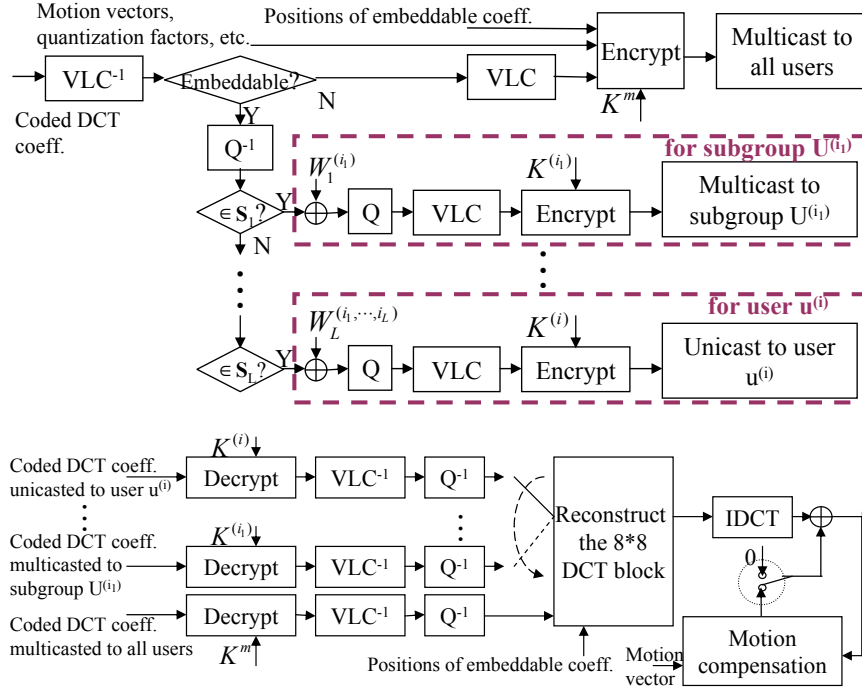 Motion vectors,
quantization factors, etc.
Positions of embeddable coeff.
VLC⁻¹
Embeddable?
N
VLC
Encrypt
Kᵐ
Multicast to
all users
Coded DCT
coeff.
Y
Q⁻¹
∈ S₁?
Y
N
for subgroup U^(i₁)
W₁^(i₁)
Q
VLC
K^(i₁)
Encrypt
Multicast to
subgroup U^(i₁)
for user u^(i)
∈ S_L?
Y
W_L^(i₁,⋯,i_L)
Q
VLC
K^(i)
Encrypt
Unicast to user
u^(i)
Coded DCT coeff.
unicasted to user u^(i)
K^(i)
Decrypt
VLC⁻¹
Q⁻¹
Coded DCT coeff.
multicasted to
subgroup U^(i₁)
K^(i₁)
Decrypt
VLC⁻¹
Q⁻¹
Coded DCT coeff.
multicasted to all users
Decrypt
Kᵐ
VLC⁻¹
Q⁻¹
Reconstruct
the 8*8
DCT block
Positions of embeddable coeff.
IDCT
0
Motion
vector
Motion
compensation